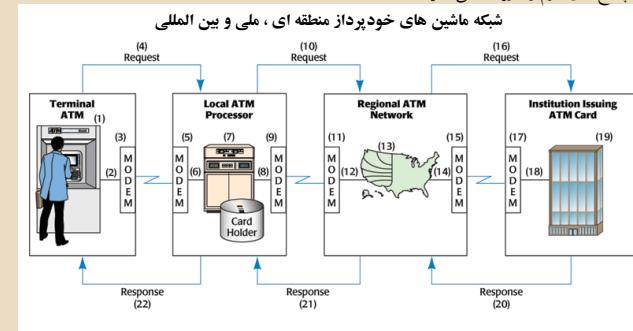 شبکه ماشین های خودپرداز منطقه ای ، ملی و بین المللی
(4)
Request
(10)
Request
(16)
Request
Terminal
ATM
(1)
(2)
(3)
MODEM
Local ATM
Processor
(5)
MODEM
(6)
(7)
(8)
(9)
MODEM
Card
Holder
Regional ATM
Network
(11)
MODEM
(12)
(13)
(14)
(15)
MODEM
Institution Issuing
ATM Card
(17)
MODEM
(18)
(19)
Response
(22)
Response
(21)
Response
(20)